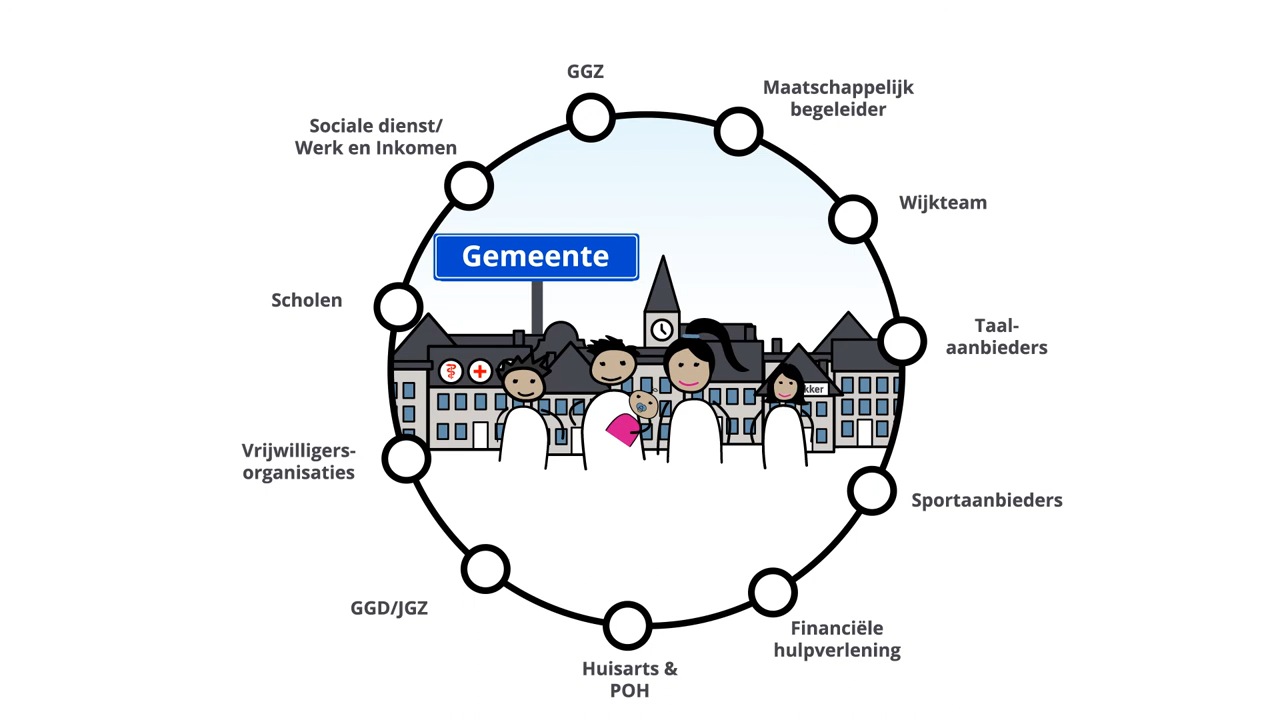 GGZ
Maatschappelijk
begeleider
Sociale dienst/
Werk en Inkomen
Wijkteam
Gemeente
Scholen
Taal-
aanbieders
kker
Vrijwilligers-
organisaties
Sportaanbieders
GGD/JGZ
Financiële
hulpverlening
Huisarts &
POH